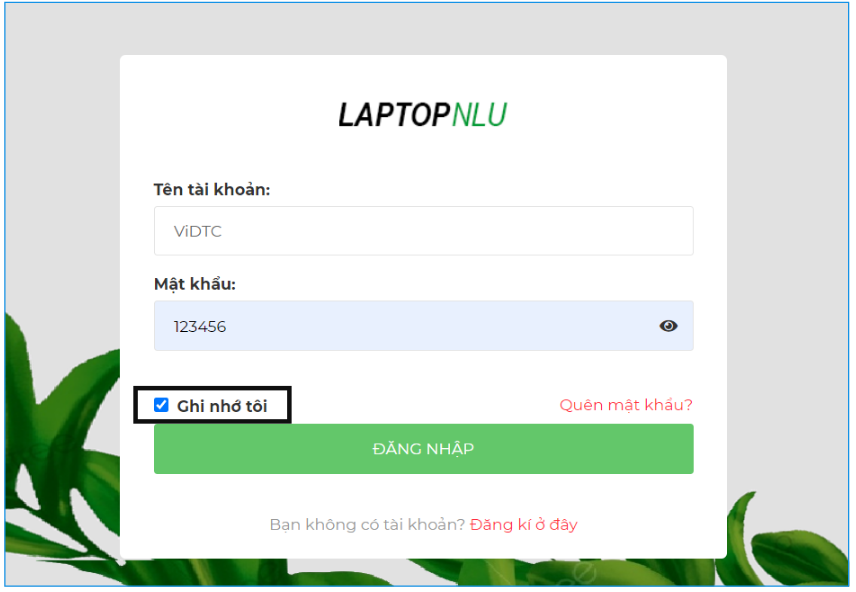 LAPTOPNLU
Tên tài khoản:
ViDTC
Mật khẩu:
123456
Ghi nhớ tôi
Quên mật khẩu?
ĐĂNG NHẬP
Bạn không có tài khoản? Đăng kí ở đây